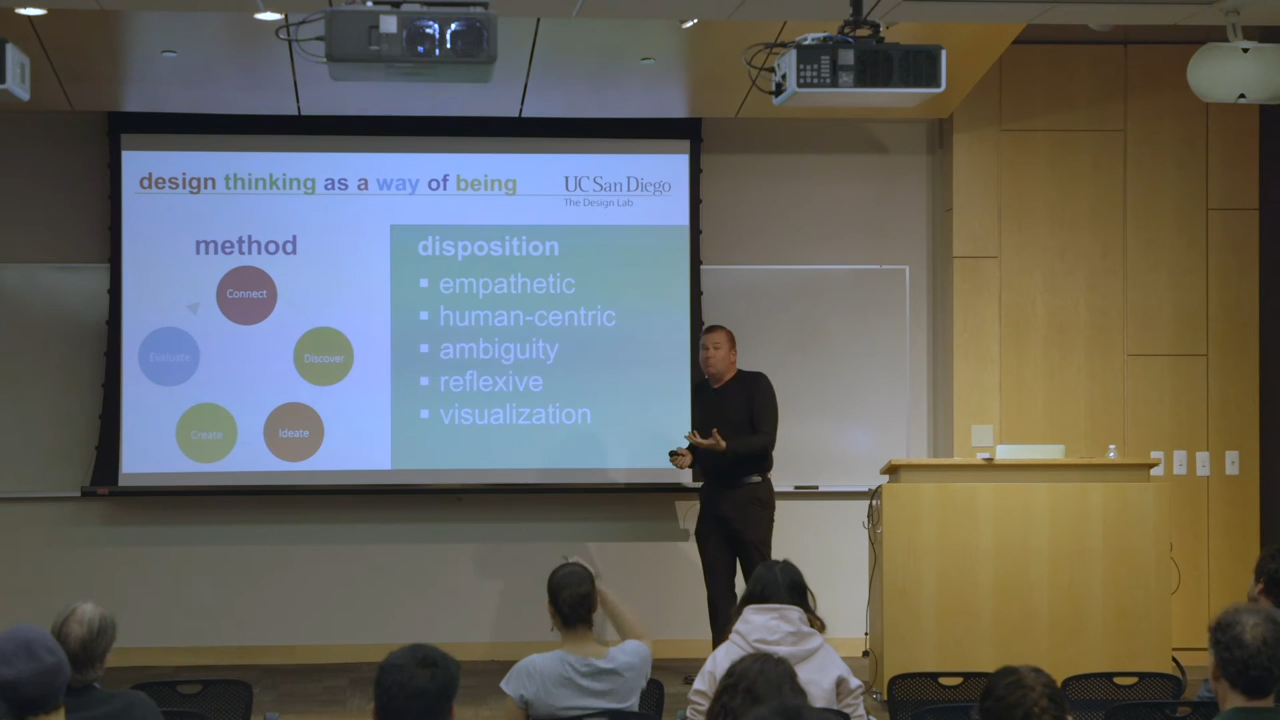 design thinking as a way of being
UC San Diego
The Design Lab
method
Connect
Evaluate
Discover
Create
Ideate
disposition
▪ empathetic
▪ human-centric
▪ ambiguity
▪ reflexive
▪ visualization